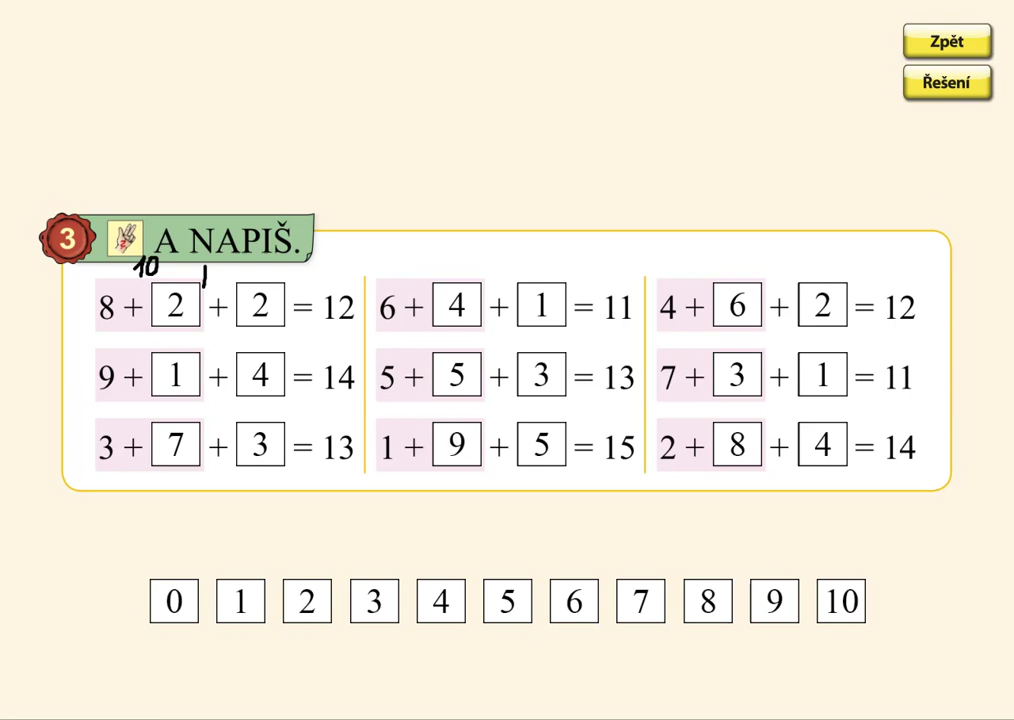 Zpět
Řešení
3 A NAPIŠ.
10
8 + 2 + 2 = 12 6 + 4 + 1 = 11 4 + 6 + 2 = 12
9 + 1 + 4 = 14 5 + 5 + 3 = 13 7 + 3 + 1 = 11
3 + 7 + 3 = 13 1 + 9 + 5 = 15 2 + 8 + 4 = 14
0 1 2 3 4 5 6 7 8 9 10